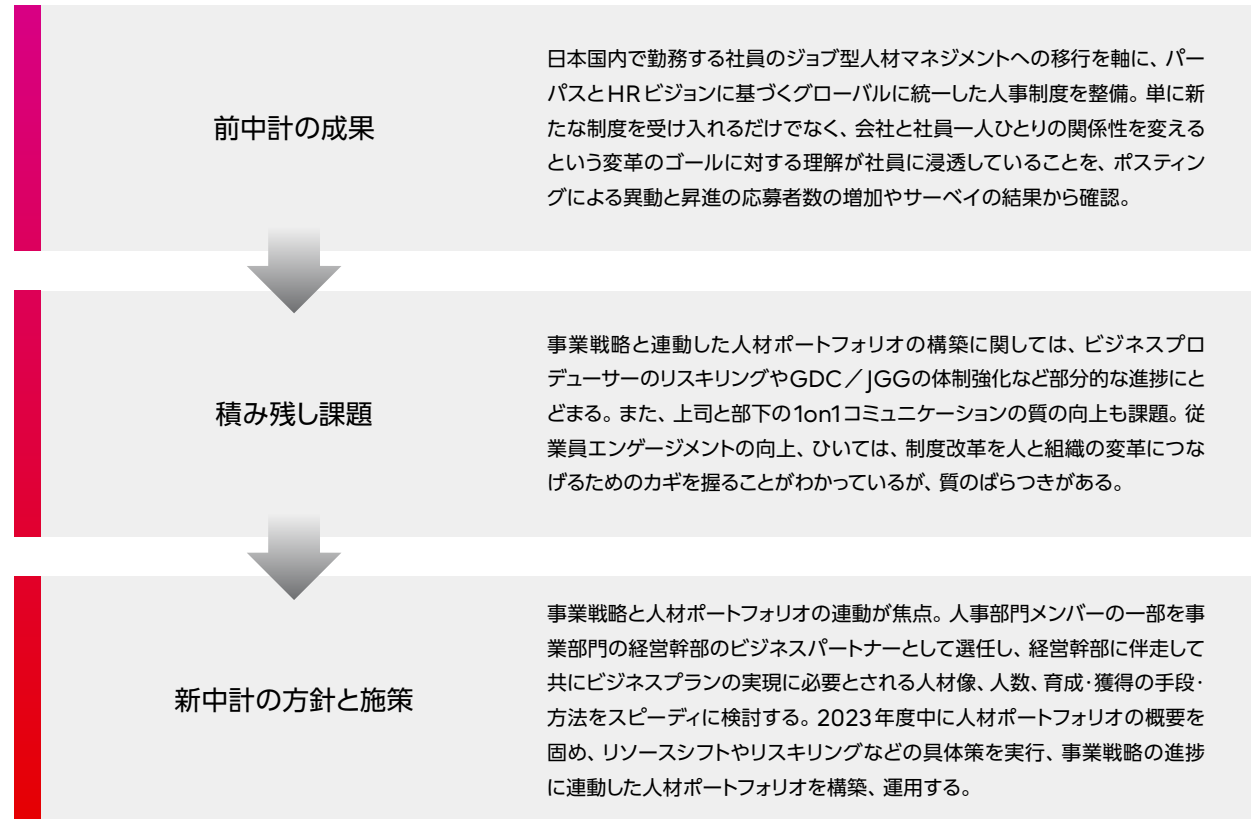 前中計の成果
日本国内で勤務する社員のジョブ型人材マネジメントへの移行を軸に、パー
パスとHRビジョンに基づくグローバルに統一した人事制度を整備。単に新
たな制度を受け入れるだけでなく、会社と社員一人ひとりの関係性を変える
という変革のゴールに対する理解が社員に浸透していることを、ポスティン
グによる異動と昇進の応募者数の増加やサーベイの結果から確認。
積み残し課題
事業戦略と連動した人材ポートフォリオの構築に関しては、ビジネスプロ
デューサーのリスキリングやGDC／JGGの体制強化など部分的な進捗にと
どまる。また、上司と部下の1on1コミュニケーションの質の向上も課題。従
業員エンゲージメントの向上、ひいては、制度改革を人と組織の変革につな
げるためのカギを握ることがわかっているが、質のばらつきがある。
新中計の方針と施策
事業戦略と人材ポートフォリオの連動が焦点。人事部門メンバーの一部を事
業部門の経営幹部のビジネスパートナーとして選任し、経営幹部に伴走して
共にビジネスプランの実現に必要とされる人材像、人数、育成・獲得の手段・
方法をスピーディに検討する。2023年度中に人材ポートフォリオの概要を
固め、リソースシフトやリスキリングなどの具体策を実行、事業戦略の進捗
に連動した人材ポートフォリオを構築、運用する。